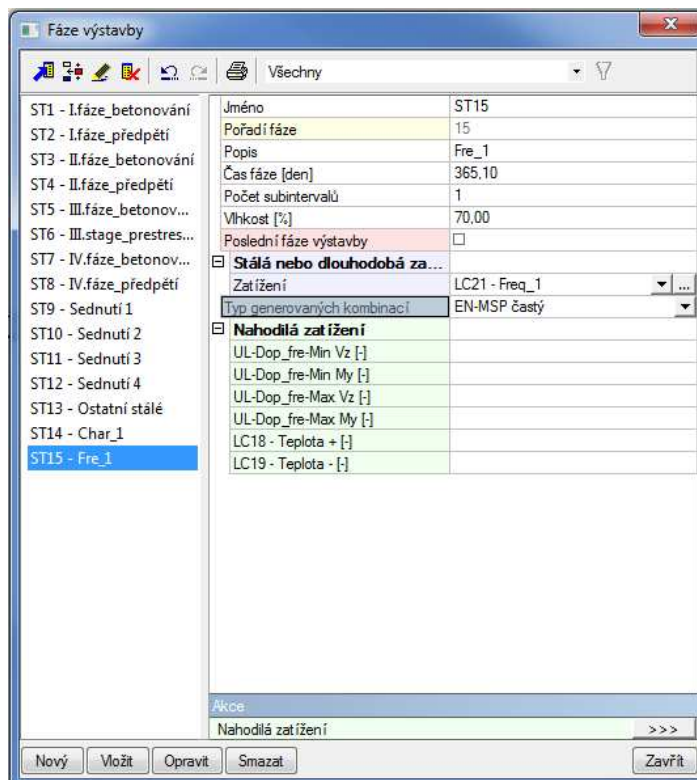 Fáze výstavby
Všechny
ST1 - I.fáze_betonování
ST2 - I.fáze_předpětí
ST3 - II.fáze_betonování
ST4 - II.fáze_předpětí
ST5 - III.fáze_betonov...
ST6 - III.stage_prestres...
ST7 - IV.fáze_betonov...
ST8 - IV.fáze_předpětí
ST9 - Sednutí 1
ST10 - Sednutí 2
ST11 - Sednutí 3
ST12 - Sednutí 4
ST13 - Ostatní stálé
ST14 - Char_1
ST15 - Fre_1
Jméno ST15
Pořadí fáze 15
Popis Fre_1
Čas fáze [den] 365,10
Počet subintervalů 1
Vlhkost [%] 70,00
Poslední fáze výstavby
Stálá nebo dlouhodobá za...
Zatížení LC21 - Freq_1 ...
Typ generovaných kombinací EN-MSP častý
Nahodilá zatížení
UL-Dop_fre-Min Vz [-]
UL-Dop_fre-Min My [-]
UL-Dop_fre-Max Vz [-]
UL-Dop_fre-Max My [-]
LC18 - Teplota + [-]
LC19 - Teplota - [-]
Akce
Nahodilá zatížení >>>
Nový Vložit Opravit Smazat Zavřít